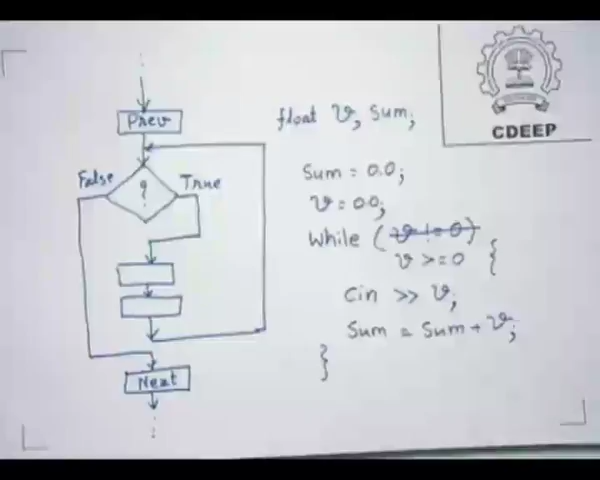 Prev
False
?
True
Next
float v, Sum;
Sum = 0.0;
v = 0.0;
while (v != 0)
v >= 0 {
Cin >> v;
Sum = Sum + v;
}
CDEEP